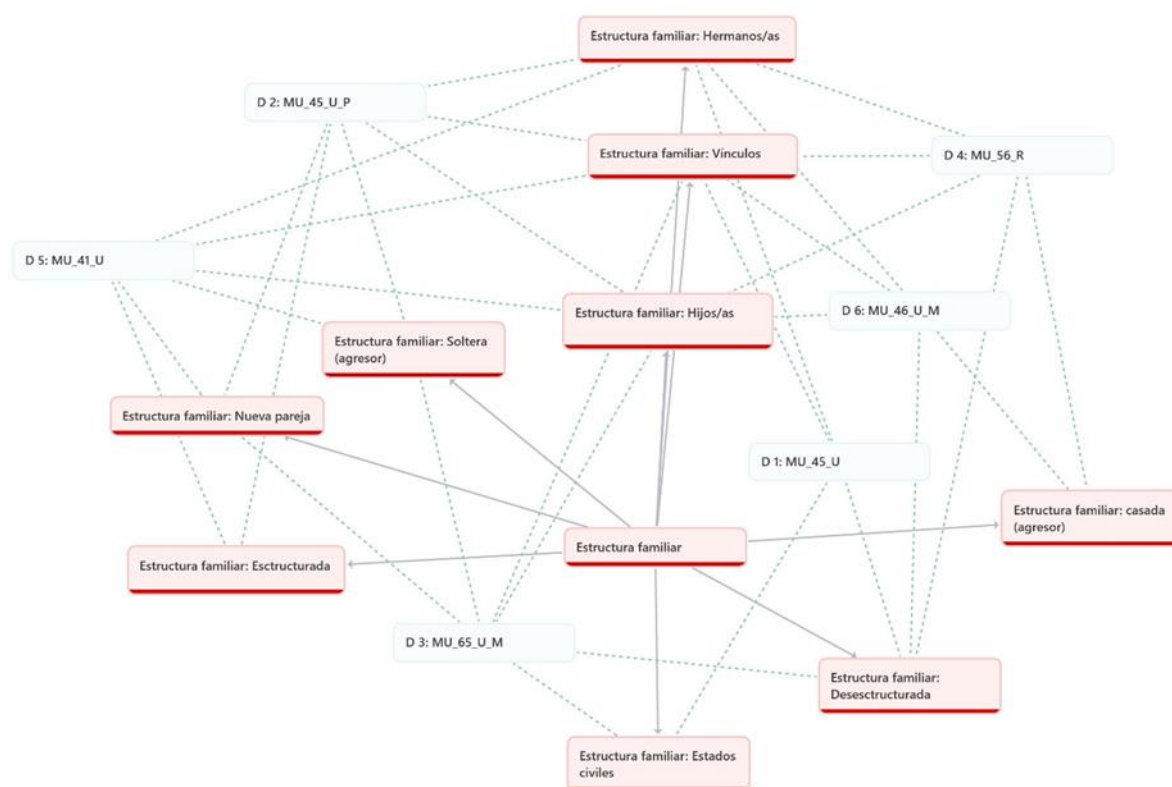 Estructura familiar: Hermanos/as
D 2: MU_45_U_P
Estructura familiar: Vínculos
D 4: MU_56_R
D 5: MU_41_U
Estructura familiar: Hijos/as
D 6: MU_46_U_M
Estructura familiar: Soltera
(agresor)
Estructura familiar: Nueva pareja
D 1: MU_45_U
Estructura familiar: casada
(agresor)
Estructura familiar
Estructura familiar: Esctructurada
D 3: MU_65_U_M
Estructura familiar:
Desesctructurada
Estructura familiar: Estados
civiles